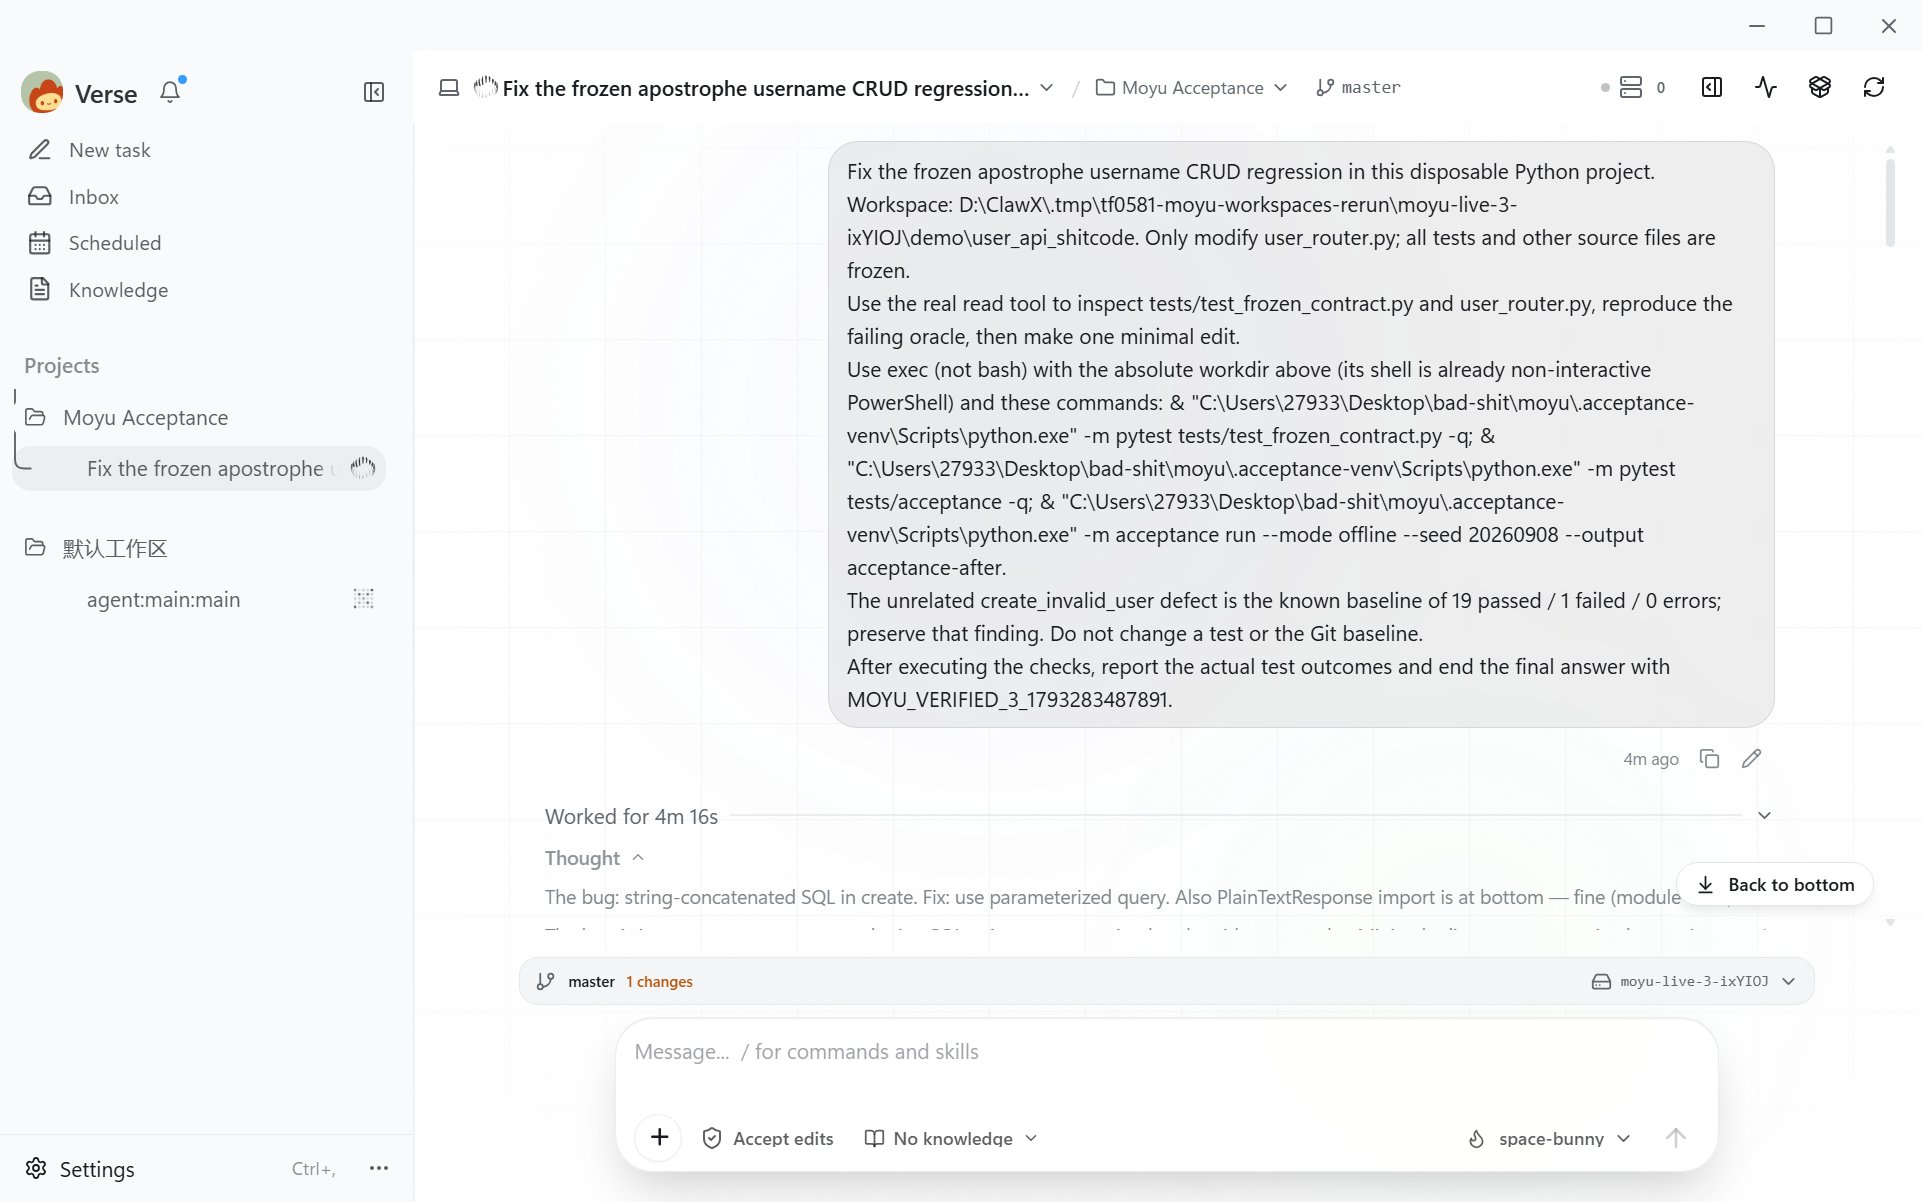 Verse
New task
Inbox
Scheduled
Knowledge
Projects
Moyu Acceptance
Fix the frozen apostrophe
默认工作区
agent:main:main
Settings
Ctrl+,
Fix the frozen apostrophe username CRUD regression...
/
Moyu Acceptance
master
0
Fix the frozen apostrophe username CRUD regression in this disposable Python project.
Workspace: D:\ClawX\.tmp\tf0581-moyu-workspaces-rerun\moyu-live-3-
ixYIOJ\demo\user_api_shitcode. Only modify user_router.py; all tests and other source files are
frozen.
Use the real read tool to inspect tests/test_frozen_contract.py and user_router.py, reproduce the
failing oracle, then make one minimal edit.
Use exec (not bash) with the absolute workdir above (its shell is already non-interactive
PowerShell) and these commands: & "C:\Users\27933\Desktop\bad-shit\moyu\.acceptance-
venv\Scripts\python.exe" -m pytest tests/test_frozen_contract.py -q; &
"C:\Users\27933\Desktop\bad-shit\moyu\.acceptance-venv\Scripts\python.exe" -m pytest
tests/acceptance -q; & "C:\Users\27933\Desktop\bad-shit\moyu\.acceptance-
venv\Scripts\python.exe" -m acceptance run --mode offline --seed 20260908 --output
acceptance-after.
The unrelated create_invalid_user defect is the known baseline of 19 passed / 1 failed / 0 errors;
preserve that finding. Do not change a test or the Git baseline.
After executing the checks, report the actual test outcomes and end the final answer with
MOYU_VERIFIED_3_1793283487891.
4m ago
Worked for 4m 16s
Thought
The bug: string-concatenated SQL in create. Fix: use parameterized query. Also PlainTextResponse import is at bottom — fine (module
Back to bottom
master 1 changes
moyu-live-3-ixYIOJ
Message... / for commands and skills
Accept edits
No knowledge
space-bunny